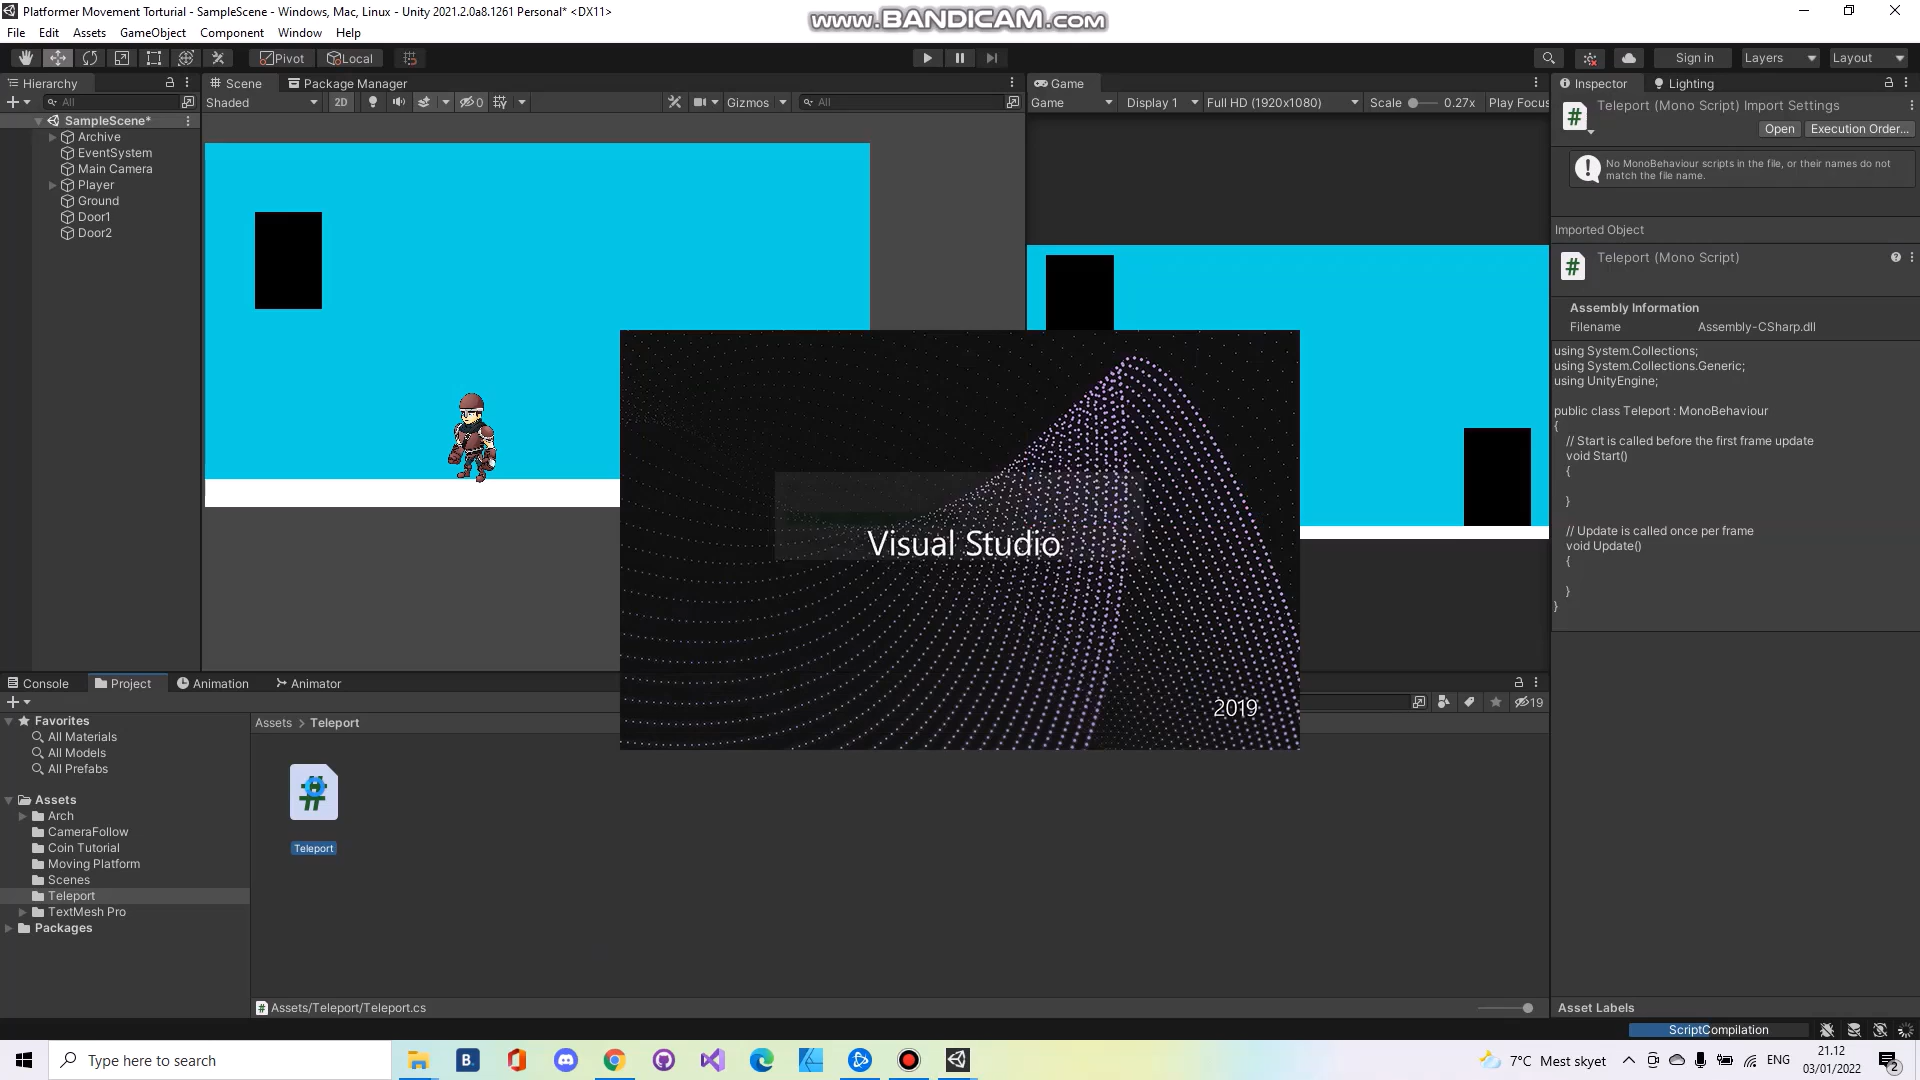 Platformer Movement Torturial - SampleScene - Windows, Mac, Linux - Unity 2021.2.0a8.1261 Personal* <DX11>
www.BANDICAM.com
File Edit Assets GameObject Component Window Help
Pivot Local
Sign in Layers Layout
Hierarchy Scene Package Manager Game Inspector Lighting
All Shaded 2D 0 Gizmos All Game Display 1 Full HD (1920x1080) Scale 0.27x Play Focus
SampleScene*
Archive
EventSystem
Main Camera
Player
Ground
Door1
Door2
Teleport (Mono Script) Import Settings
Open Execution Order...
No MonoBehaviour scripts in the file, or their names do not
match the file name.
Imported Object
Teleport (Mono Script)
Assembly Information
Filename Assembly-CSharp.dll
using System.Collections;
using System.Collections.Generic;
using UnityEngine;
public class Teleport : MonoBehaviour
{
// Start is called before the first frame update
void Start()
{
}
// Update is called once per frame
void Update()
{
}
}
Visual Studio
2019
Console Project Animation Animator
19
Favorites
All Materials
All Models
All Prefabs
Assets
Arch
CameraFollow
Coin Tutorial
Moving Platform
Scenes
Teleport
TextMesh Pro
Packages
Assets > Teleport
#
Teleport
Assets/Teleport/Teleport.cs
Asset Labels
ScriptCompilation
Type here to search
B.
7°C Mest skyet
ENG
21.12
03/01/2022
2